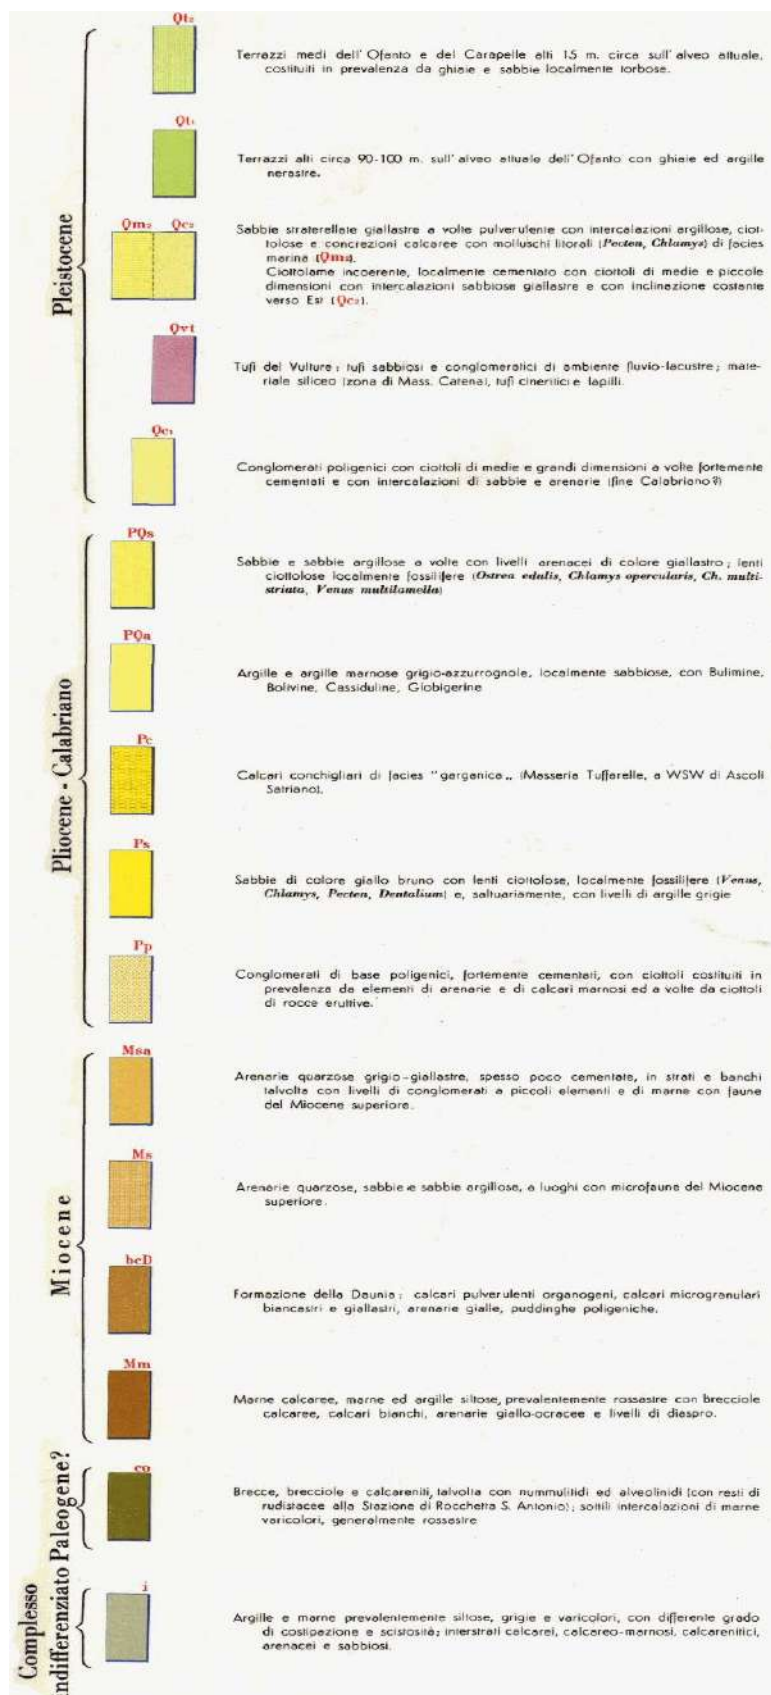 Pleistocene
Qt₂
Terrazzi medi dell'Ofanto e del Carapelle alti 15 m. circa sull'alveo attuale,
costituiti in prevalenza da ghiaie e sabbie localmente torbose.
Qt₁
Terrazzi alti circa 90-100 m. sull'alveo attuale dell'Ofanto con ghiaie ed argille
nerastre.
Qm₂ Qc₂
Sabbie straterellate giallastre a volte pulverulente con intercalazioni argillose, ciot-
tolose e concrezioni calcaree con molluschi litorali (Pecten, Chlamys) di facies
marina (Qm₂).
Ciottolame incoerente, localmente cementato con ciottoli di medie e piccole
dimensioni con intercalazioni sabbiose giallastre e con inclinazione costante
verso Est (Qc₂).
Qvt
Tufi del Vulture: tufi sabbiosi e conglomeratici di ambiente fluvio-lacustre; mate-
riale siliceo (zona di Mass. Catena), tufi cineritici e lapilli.
Qc₁
Conglomerati poligenici con ciottoli di medie e grandi dimensioni a volte fortemente
cementati e con intercalazioni di sabbie e arenarie (fine Calabriano?)
Pliocene - Calabriano
PQs
Sabbie e sabbie argillose a volte con livelli arenacei di colore giallastro; lenti
ciottolose localmente fossilifere (Ostrea edulis, Chlamys opercularis, Ch. multi-
striata, Venus multilamella)
PQa
Argille e argille marnose grigio-azzurrognole, localmente sabbiose, con Bulimine,
Bolivine, Cassiduline, Globigerine
Pc
Calcari conchigliari di facies "garganica„ (Masseria Tuffarelle, a WSW di Ascoli
Satriano).
Ps
Sabbie di colore giallo bruno con lenti ciottolose, localmente fossilifere (Venus,
Chlamys, Pecten, Dentalium) e, saltuariamente, con livelli di argille grigie
Pp
Conglomerati di base poligenici, fortemente cementati, con ciottoli costituiti in
prevalenza da elementi di arenarie e di calcari marnosi ed a volte da ciottoli
di rocce eruttive.
Miocene
Msa
Arenarie quarzose grigio-giallastre, spesso poco cementate, in strati e banchi
talvolta con livelli di conglomerati a piccoli elementi e di marne con faune
del Miocene superiore.
Ms
Arenarie quarzose, sabbie e sabbie argillose, a luoghi con microfaune del Miocene
superiore.
bcD
Formazione della Daunia: calcari pulverulenti organogeni, calcari microgranulari
biancastri e giallastri, arenarie gialle, puddinghe poligeniche.
Mm
Marne calcaree, marne ed argille siltose, prevalentemente rossastre con brecciole
calcaree, calcari bianchi, arenarie giallo-ocracee e livelli di diaspro.
Paleogene?
co
Brecce, brecciole e calcareniti, talvolta con nummulitidi ed alveolinidi (con resti di
rudistacee alla Stazione di Rocchetta S. Antonio); sottili intercalazioni di marne
varicolori, generalmente rossastre
Complesso
indifferenziato
i
Argille e marne prevalentemente siltose, grigie e varicolori, con differente grado
di costipazione e scistosità; interstrati calcarei, calcareo-marnosi, calcarenitici,
arenacei e sabbiosi.